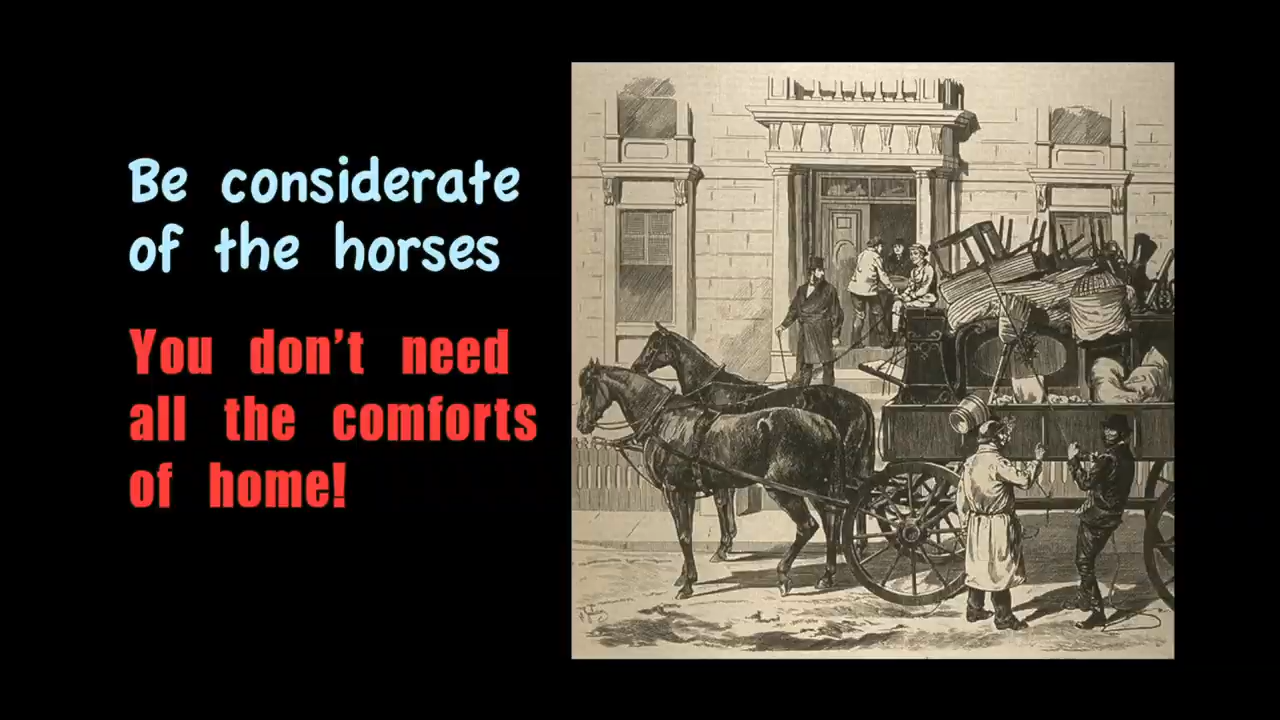 Be considerate
of the horses
You don't need
all the comforts
of home!